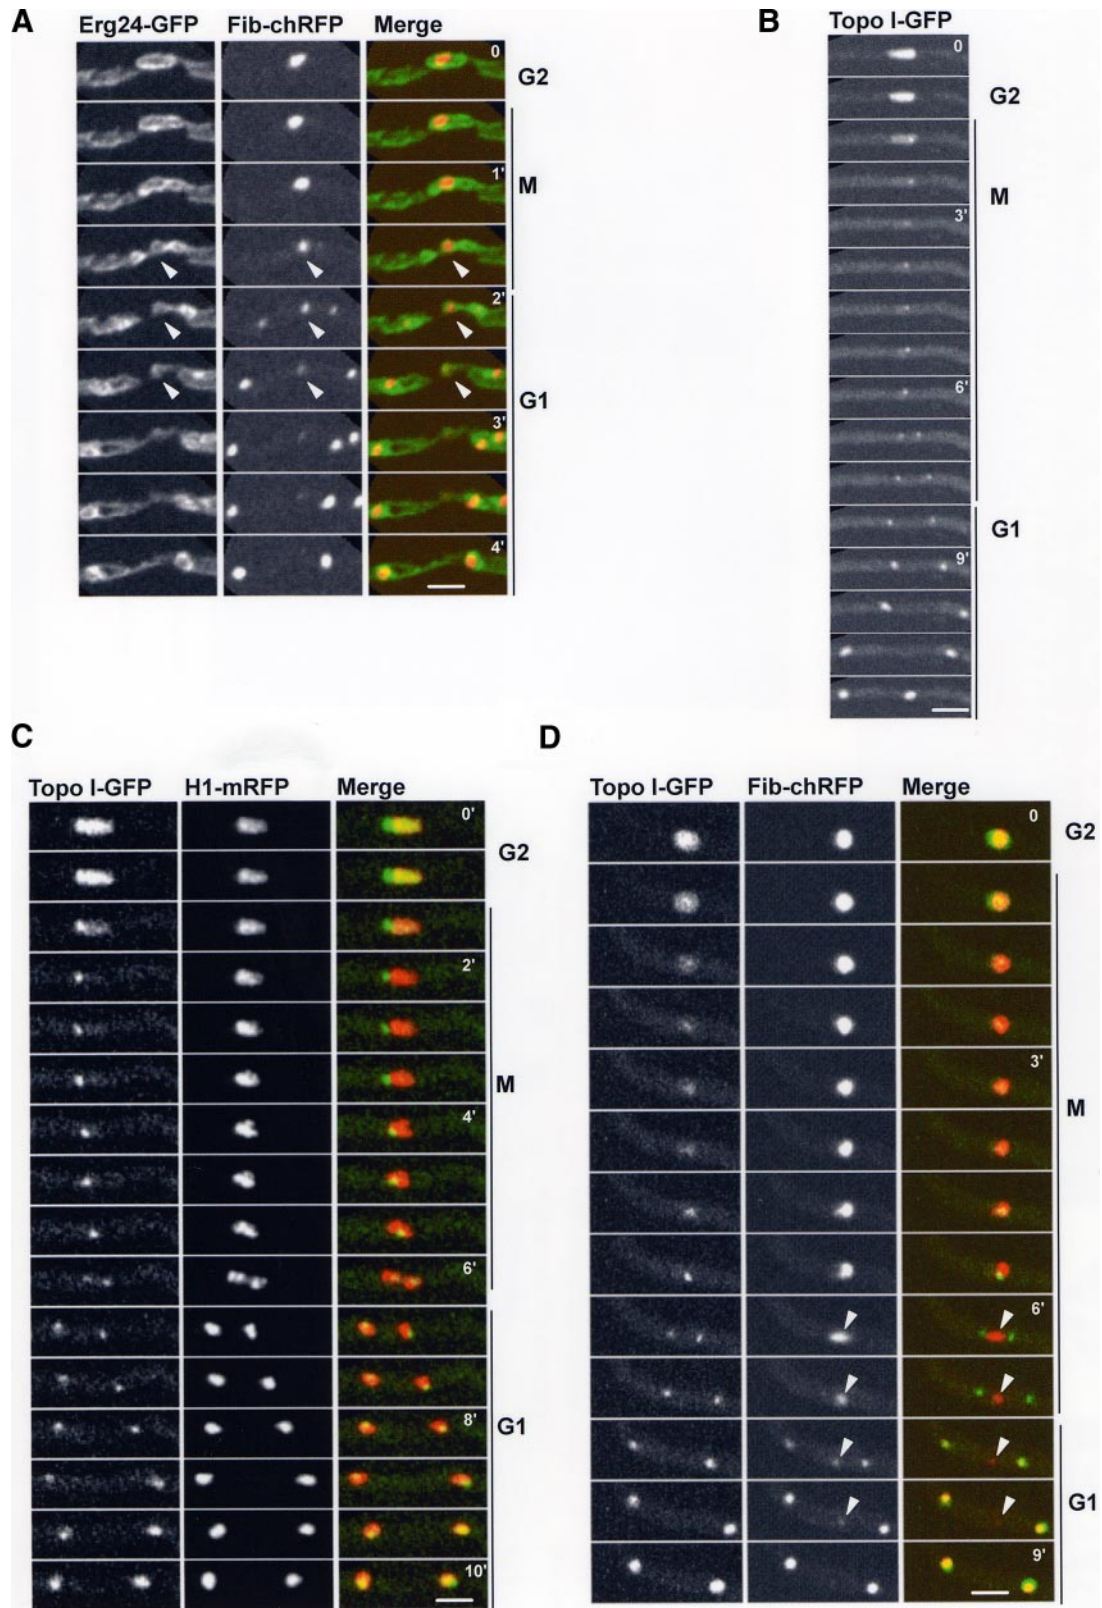 A
Erg24-GFP Fib-chRFP Merge
0
G2
1'
M
2'
G1
3'
4'
B
Topo I-GFP
0
G2
M
3'
6'
G1
9'
C
Topo I-GFP H1-mRFP Merge
0'
G2
2'
M
4'
6'
8'
G1
10'
D
Topo I-GFP Fib-chRFP Merge
0
G2
3'
M
6'
G1
9'